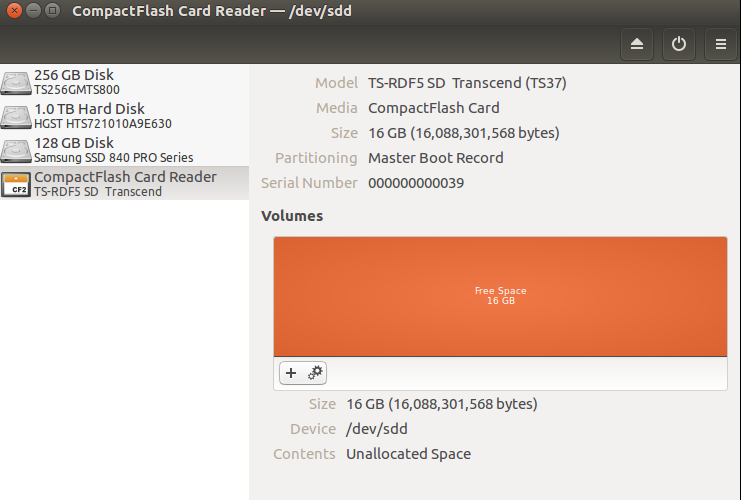 CompactFlash Card Reader — /dev/sdd
256 GB Disk
TS256GMTS800
1.0 TB Hard Disk
HGST HTS721010A9E630
128 GB Disk
Samsung SSD 840 PRO Series
CF2
CompactFlash Card Reader
TS-RDF5 SD  Transcend
Model TS-RDF5 SD  Transcend (TS37)
Media CompactFlash Card
Size 16 GB (16,088,301,568 bytes)
Partitioning Master Boot Record
Serial Number 000000000039
Volumes
Free Space
16 GB
Size 16 GB (16,088,301,568 bytes)
Device /dev/sdd
Contents Unallocated Space